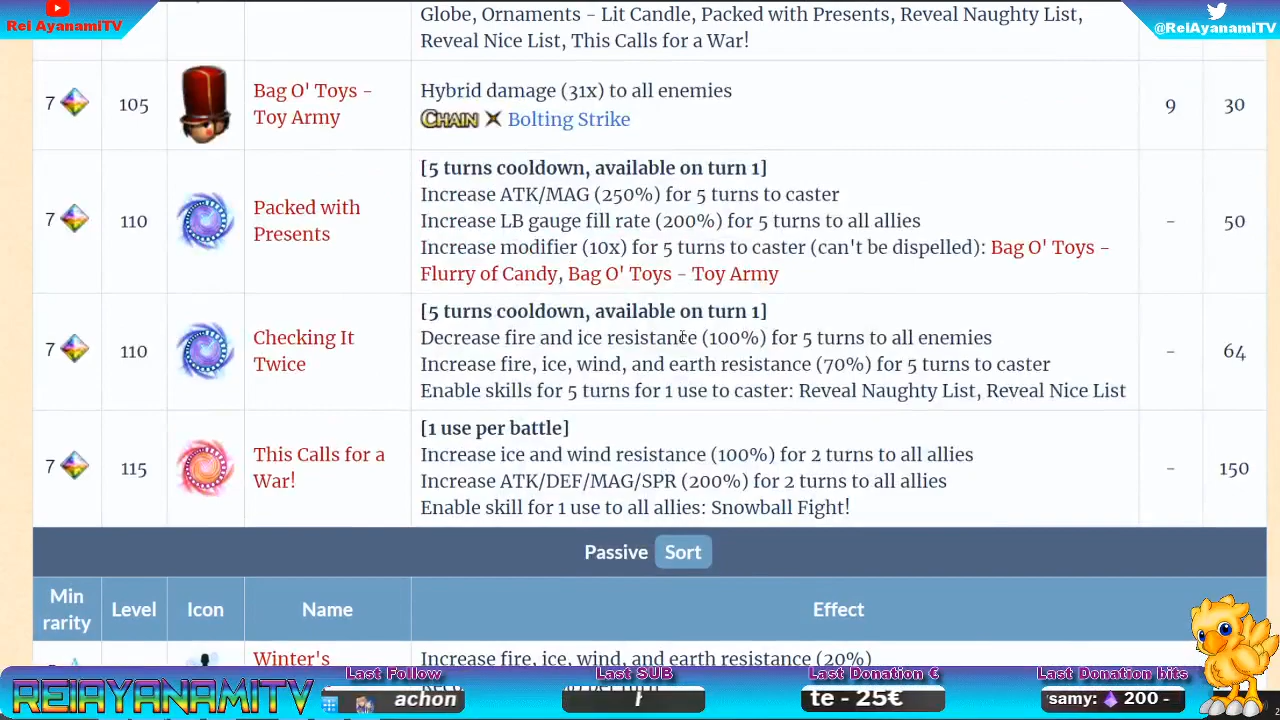 Rei AyanamiTV
@ReiAyanamITV
Globe, Ornaments - Lit Candle, Packed with Presents, Reveal Naughty List,
Reveal Nice List, This Calls for a War!
7 105 Bag O' Toys -
Toy Army
Hybrid damage (31x) to all enemies
CHAIN Bolting Strike
9 30
7 110 Packed with
Presents
[5 turns cooldown, available on turn 1]
Increase ATK/MAG (250%) for 5 turns to caster
Increase LB gauge fill rate (200%) for 5 turns to all allies
Increase modifier (10x) for 5 turns to caster (can't be dispelled): Bag O' Toys -
Flurry of Candy, Bag O' Toys - Toy Army
- 50
7 110 Checking It
Twice
[5 turns cooldown, available on turn 1]
Decrease fire and ice resistance (100%) for 5 turns to all enemies
Increase fire, ice, wind, and earth resistance (70%) for 5 turns to caster
Enable skills for 5 turns for 1 use to caster: Reveal Naughty List, Reveal Nice List
- 64
7 115 This Calls for a
War!
[1 use per battle]
Increase ice and wind resistance (100%) for 2 turns to all allies
Increase ATK/DEF/MAG/SPR (200%) for 2 turns to all allies
Enable skill for 1 use to all allies: Snowball Fight!
- 150
Passive Sort
Min
rarity
Level Icon Name Effect
Winter's
Increase fire, ice, wind, and earth resistance (20%)
REIAYANAMITV
Last Follow
achon
Last SUB
Last Donation €
te - 25€
Last Donation bits
samy: 200 -